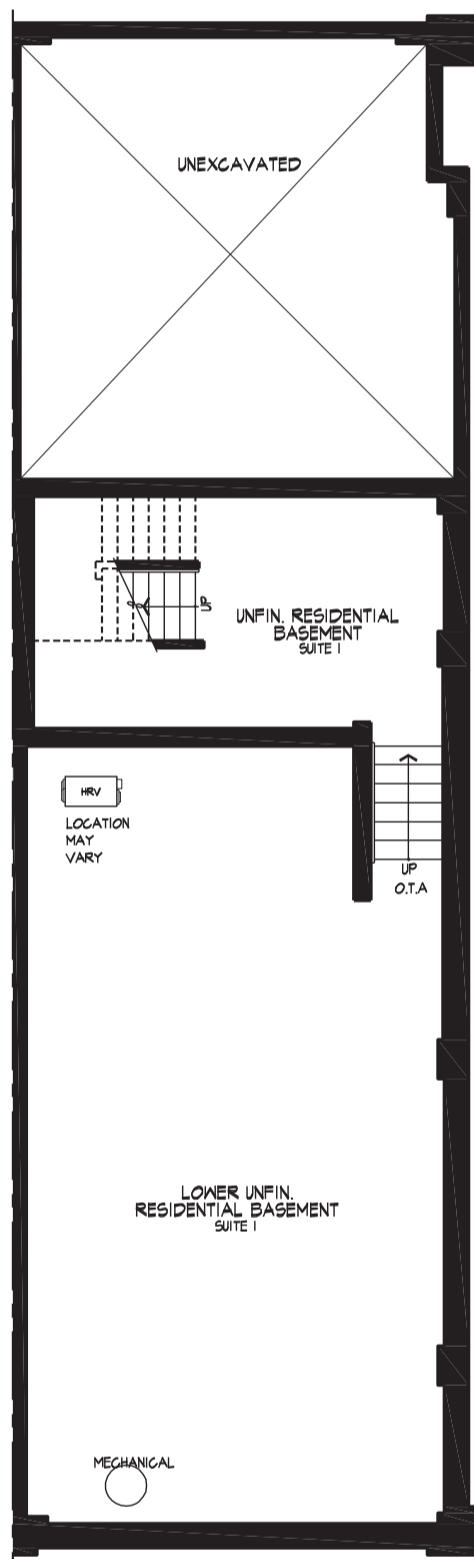 UNEXCAVATED
UP
UNFIN. RESIDENTIAL
BASEMENT
SUITE 1
HRV
LOCATION
MAY
VARY
UP
O.T.A
LOWER UNFIN.
RESIDENTIAL BASEMENT
SUITE 1
MECHANICAL